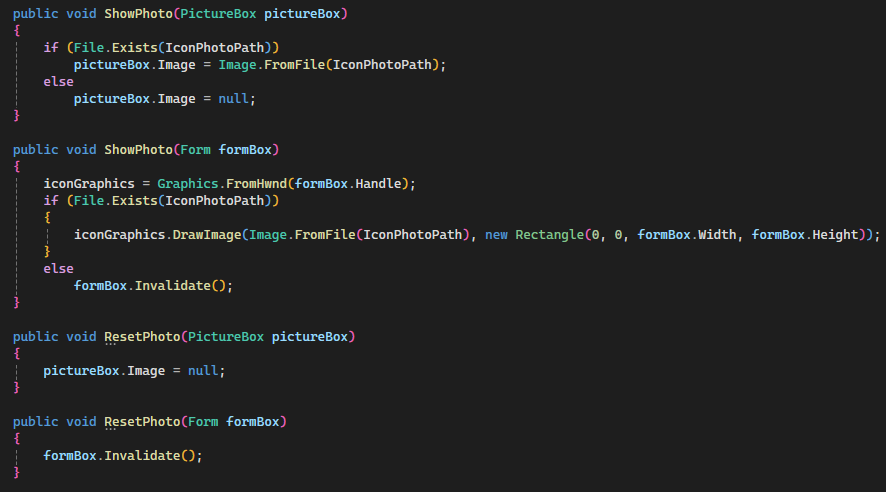 public void ShowPhoto(PictureBox pictureBox)
{
    if (File.Exists(IconPhotoPath))
        pictureBox.Image = Image.FromFile(IconPhotoPath);
    else
        pictureBox.Image = null;
}

public void ShowPhoto(Form formBox)
{
    iconGraphics = Graphics.FromHwnd(formBox.Handle);
    if (File.Exists(IconPhotoPath))
    {
        iconGraphics.DrawImage(Image.FromFile(IconPhotoPath), new Rectangle(0, 0, formBox.Width, formBox.Height));
    }
    else
        formBox.Invalidate();
}

public void ResetPhoto(PictureBox pictureBox)
{
    pictureBox.Image = null;
}

public void ResetPhoto(Form formBox)
{
    formBox.Invalidate();
}